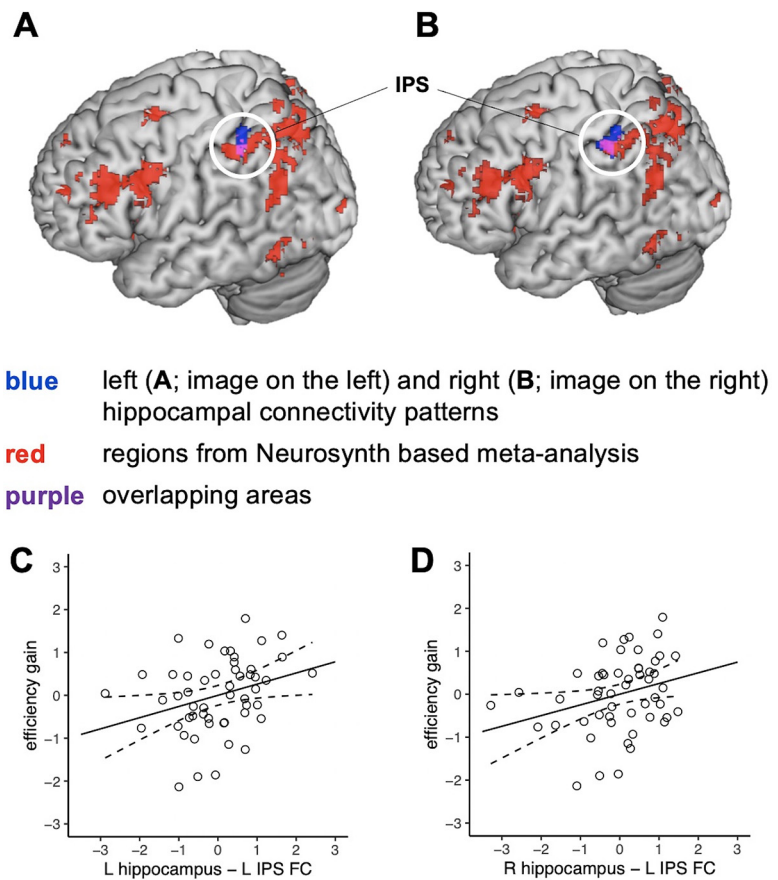 A
B
IPS
blue left (A; image on the left) and right (B; image on the right)
hippocampal connectivity patterns
red regions from Neurosynth based meta-analysis
purple overlapping areas
C
D
3
2
1
0
−1
−2
−3
efficiency gain
−3 −2 −1 0 1 2 3
L hippocampus – L IPS FC
3
2
1
0
−1
−2
−3
efficiency gain
−3 −2 −1 0 1 2 3
R hippocampus – L IPS FC